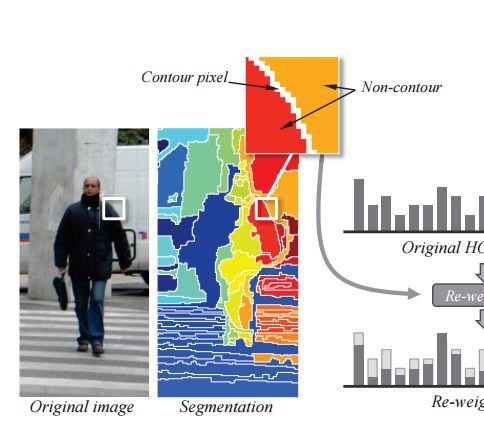 Contour pixel
Non-contour
Original HO
Re-we
Re-weig
Original image
Segmentation